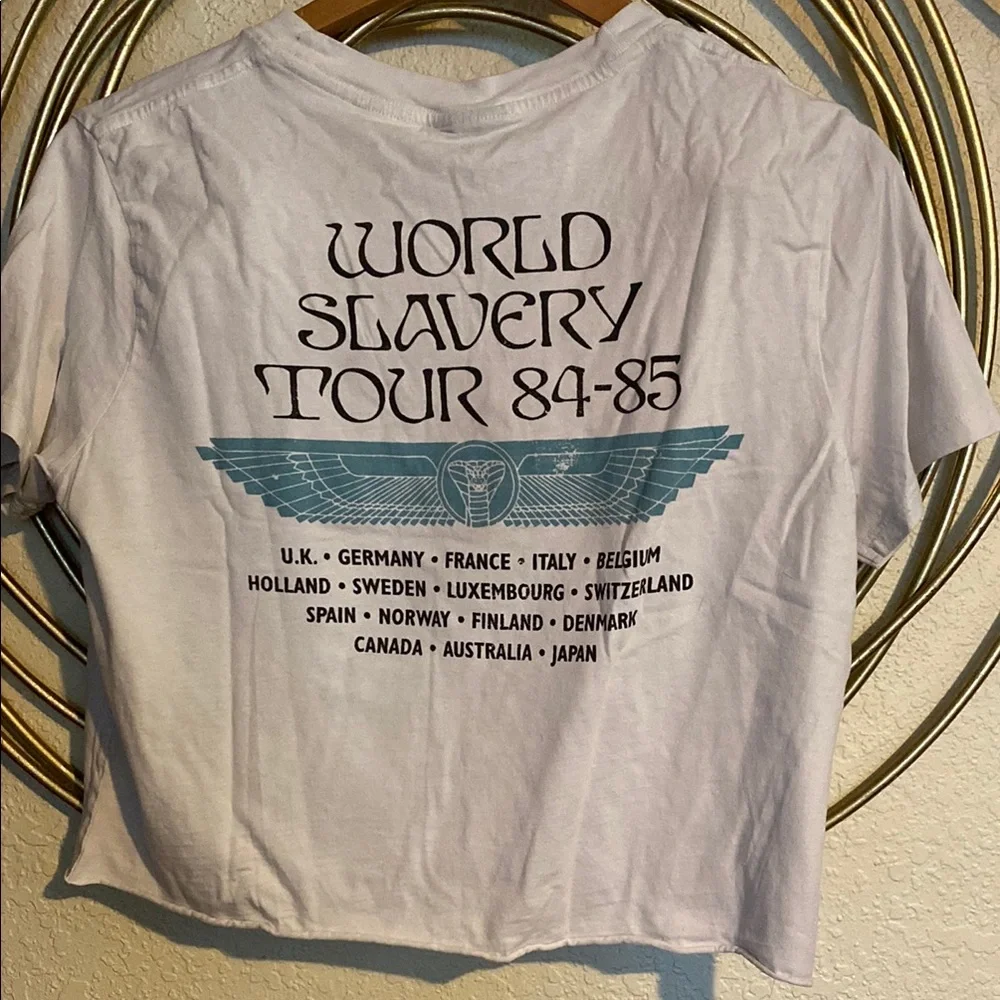 WORLD
SLAVERY
TOUR 84-85
U.K. • GERMANY • FRANCE • ITALY • BELGIUM
HOLLAND • SWEDEN • LUXEMBOURG • SWITZERLAND
SPAIN • NORWAY • FINLAND • DENMARK
CANADA • AUSTRALIA • JAPAN